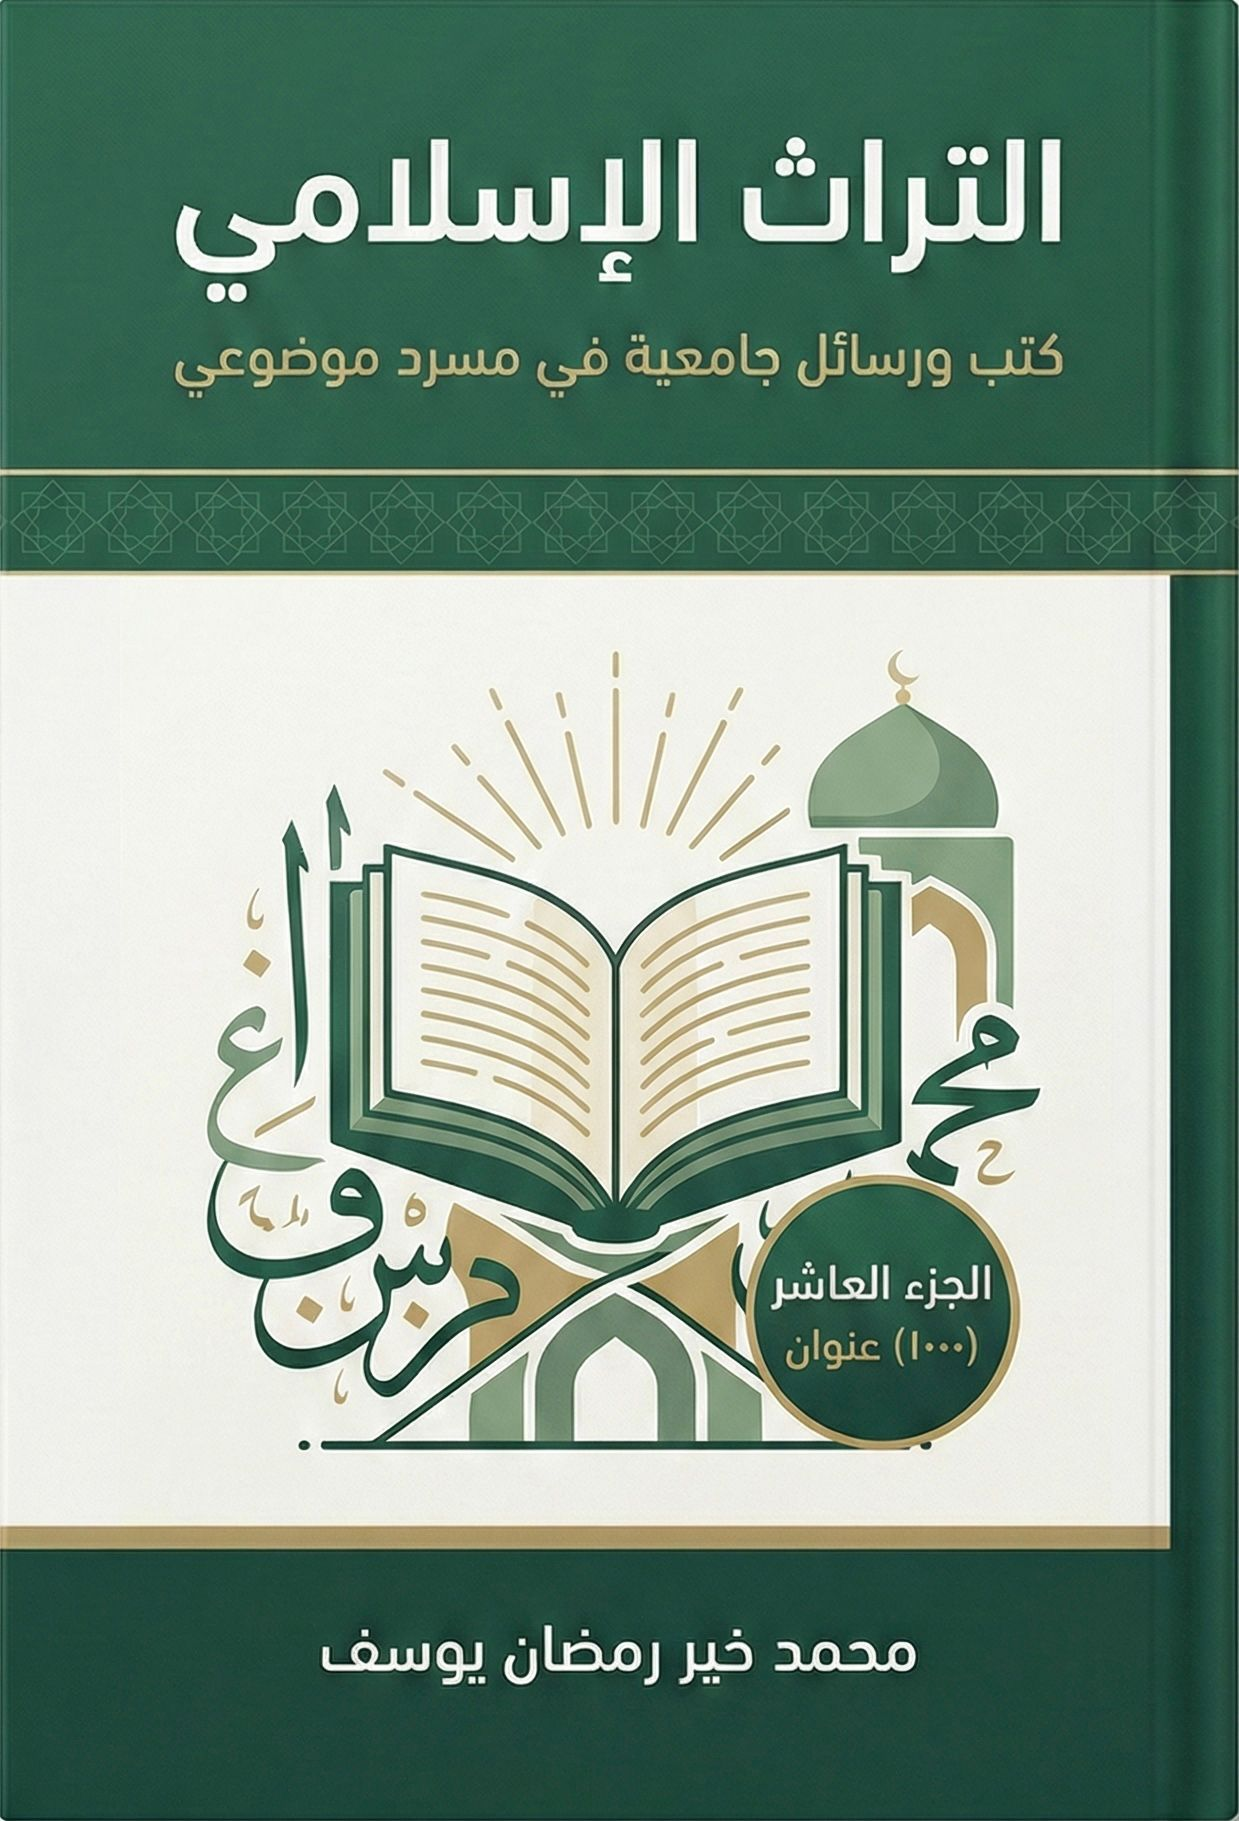 التراث الإسلامي
كتب ورسائل جامعية في مسرد موضوعي
الجزء العاشر
(١٠٠٠) عنوان
محمد خير رمضان يوسف